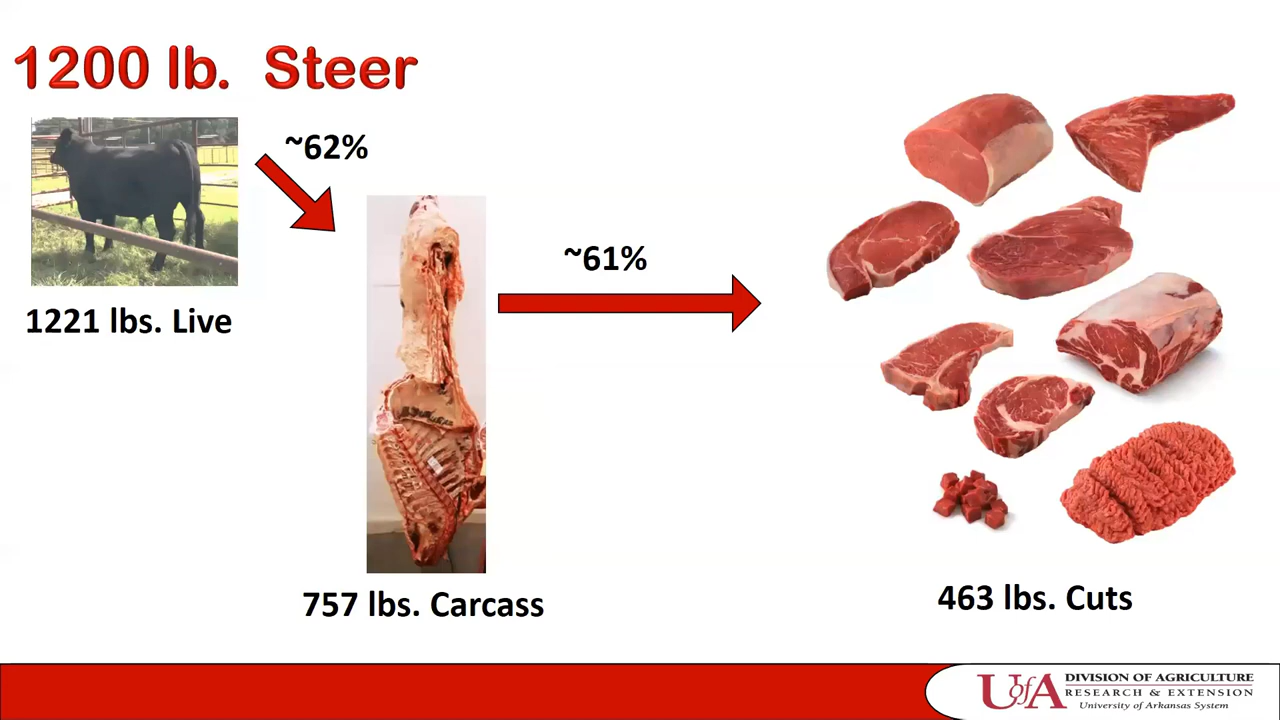 1200 lb. Steer
~62%
1221 lbs. Live
~61%
757 lbs. Carcass
463 lbs. Cuts
UofA
DIVISION OF AGRICULTURE
RESEARCH & EXTENSION
University of Arkansas System